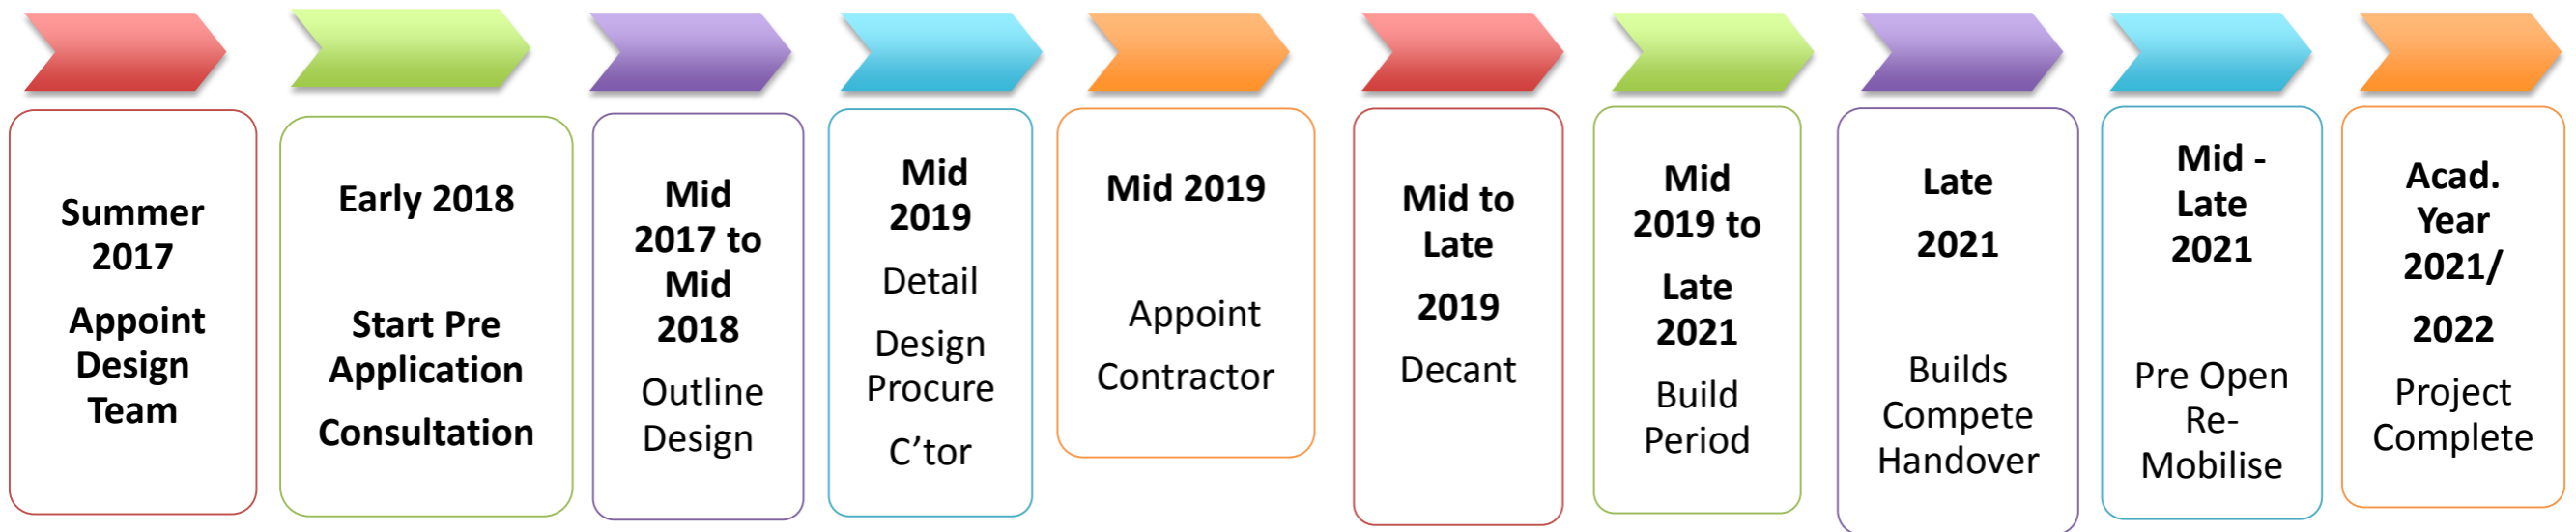 Summer
2017
Appoint
Design
Team
Early 2018
Start Pre
Application
Consultation
Mid
2017 to
Mid
2018
Outline
Design
Mid
2019
Detail
Design
Procure
C’tor
Mid 2019
Appoint
Contractor
Mid to
Late
2019
Decant
Mid
2019 to
Late
2021
Build
Period
Late
2021
Builds
Compete
Handover
Mid -
Late
2021
Pre Open
Re-
Mobilise
Acad.
Year
2021/
2022
Project
Complete